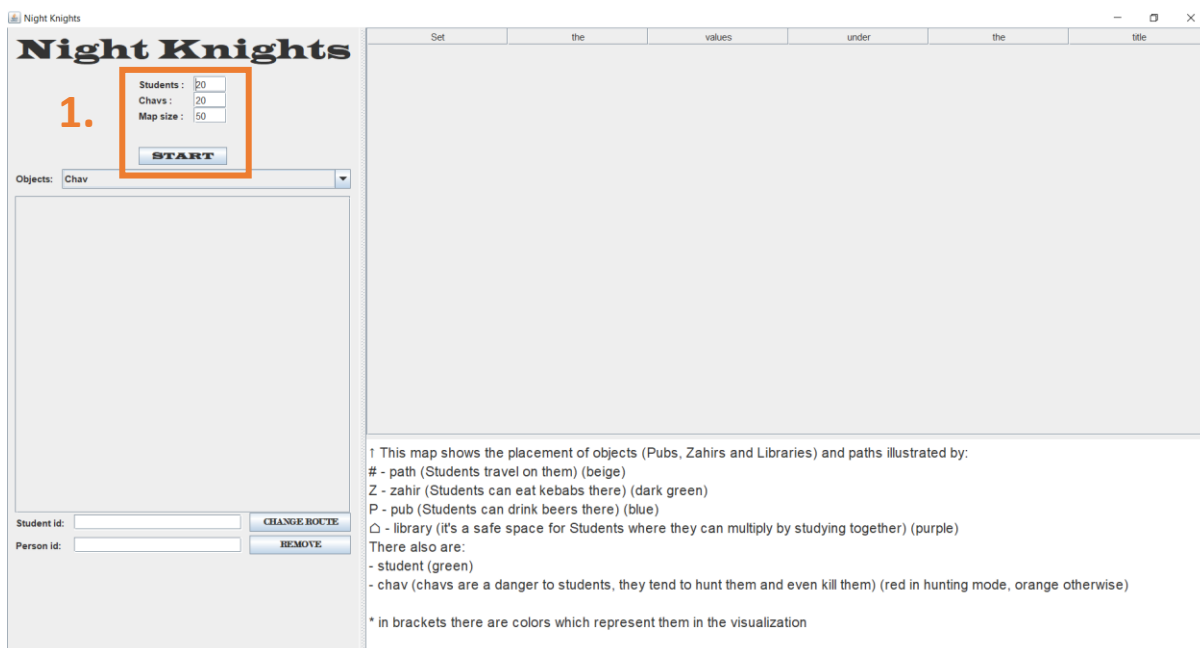 Night Knights
Night Knights
1.
Students : 20
Chavs : 20
Map size : 50
START
Objects: Chav
Student id: CHANGE ROUTE
Person id: REMOVE
Set the values under the title
↑ This map shows the placement of objects (Pubs, Zahirs and Libraries) and paths illustrated by:
# - path (Students travel on them) (beige)
Z - zahir (Students can eat kebabs there) (dark green)
P - pub (Students can drink beers there) (blue)
⌂ - library (it's a safe space for Students where they can multiply by studying together) (purple)
There also are:
- student (green)
- chav (chavs are a danger to students, they tend to hunt them and even kill them) (red in hunting mode, orange otherwise)
* in brackets there are colors which represent them in the visualization